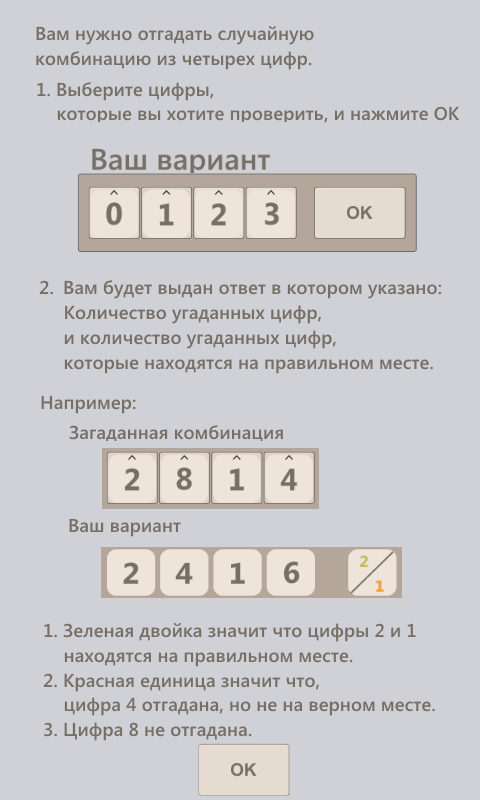 Вам нужно отгадать случайную
комбинацию из четырех цифр.
1. Выберите цифры,
которые вы хотите проверить, и нажмите OK
Ваш вариант
^ ^ ^ ^
0 1 2 3 OK
2. Вам будет выдан ответ в котором указано:
Количество угаданных цифр,
и количество угаданных цифр,
которые находятся на правильном месте.
Например:
Загаданная комбинация
^ ^ ^ ^
2 8 1 4
Ваш вариант
2 4 1 6 2/1
1. Зеленая двойка значит что цифры 2 и 1
находятся на правильном месте.
2. Красная единица значит что,
цифра 4 отгадана, но не на верном месте.
3. Цифра 8 не отгадана.
OK